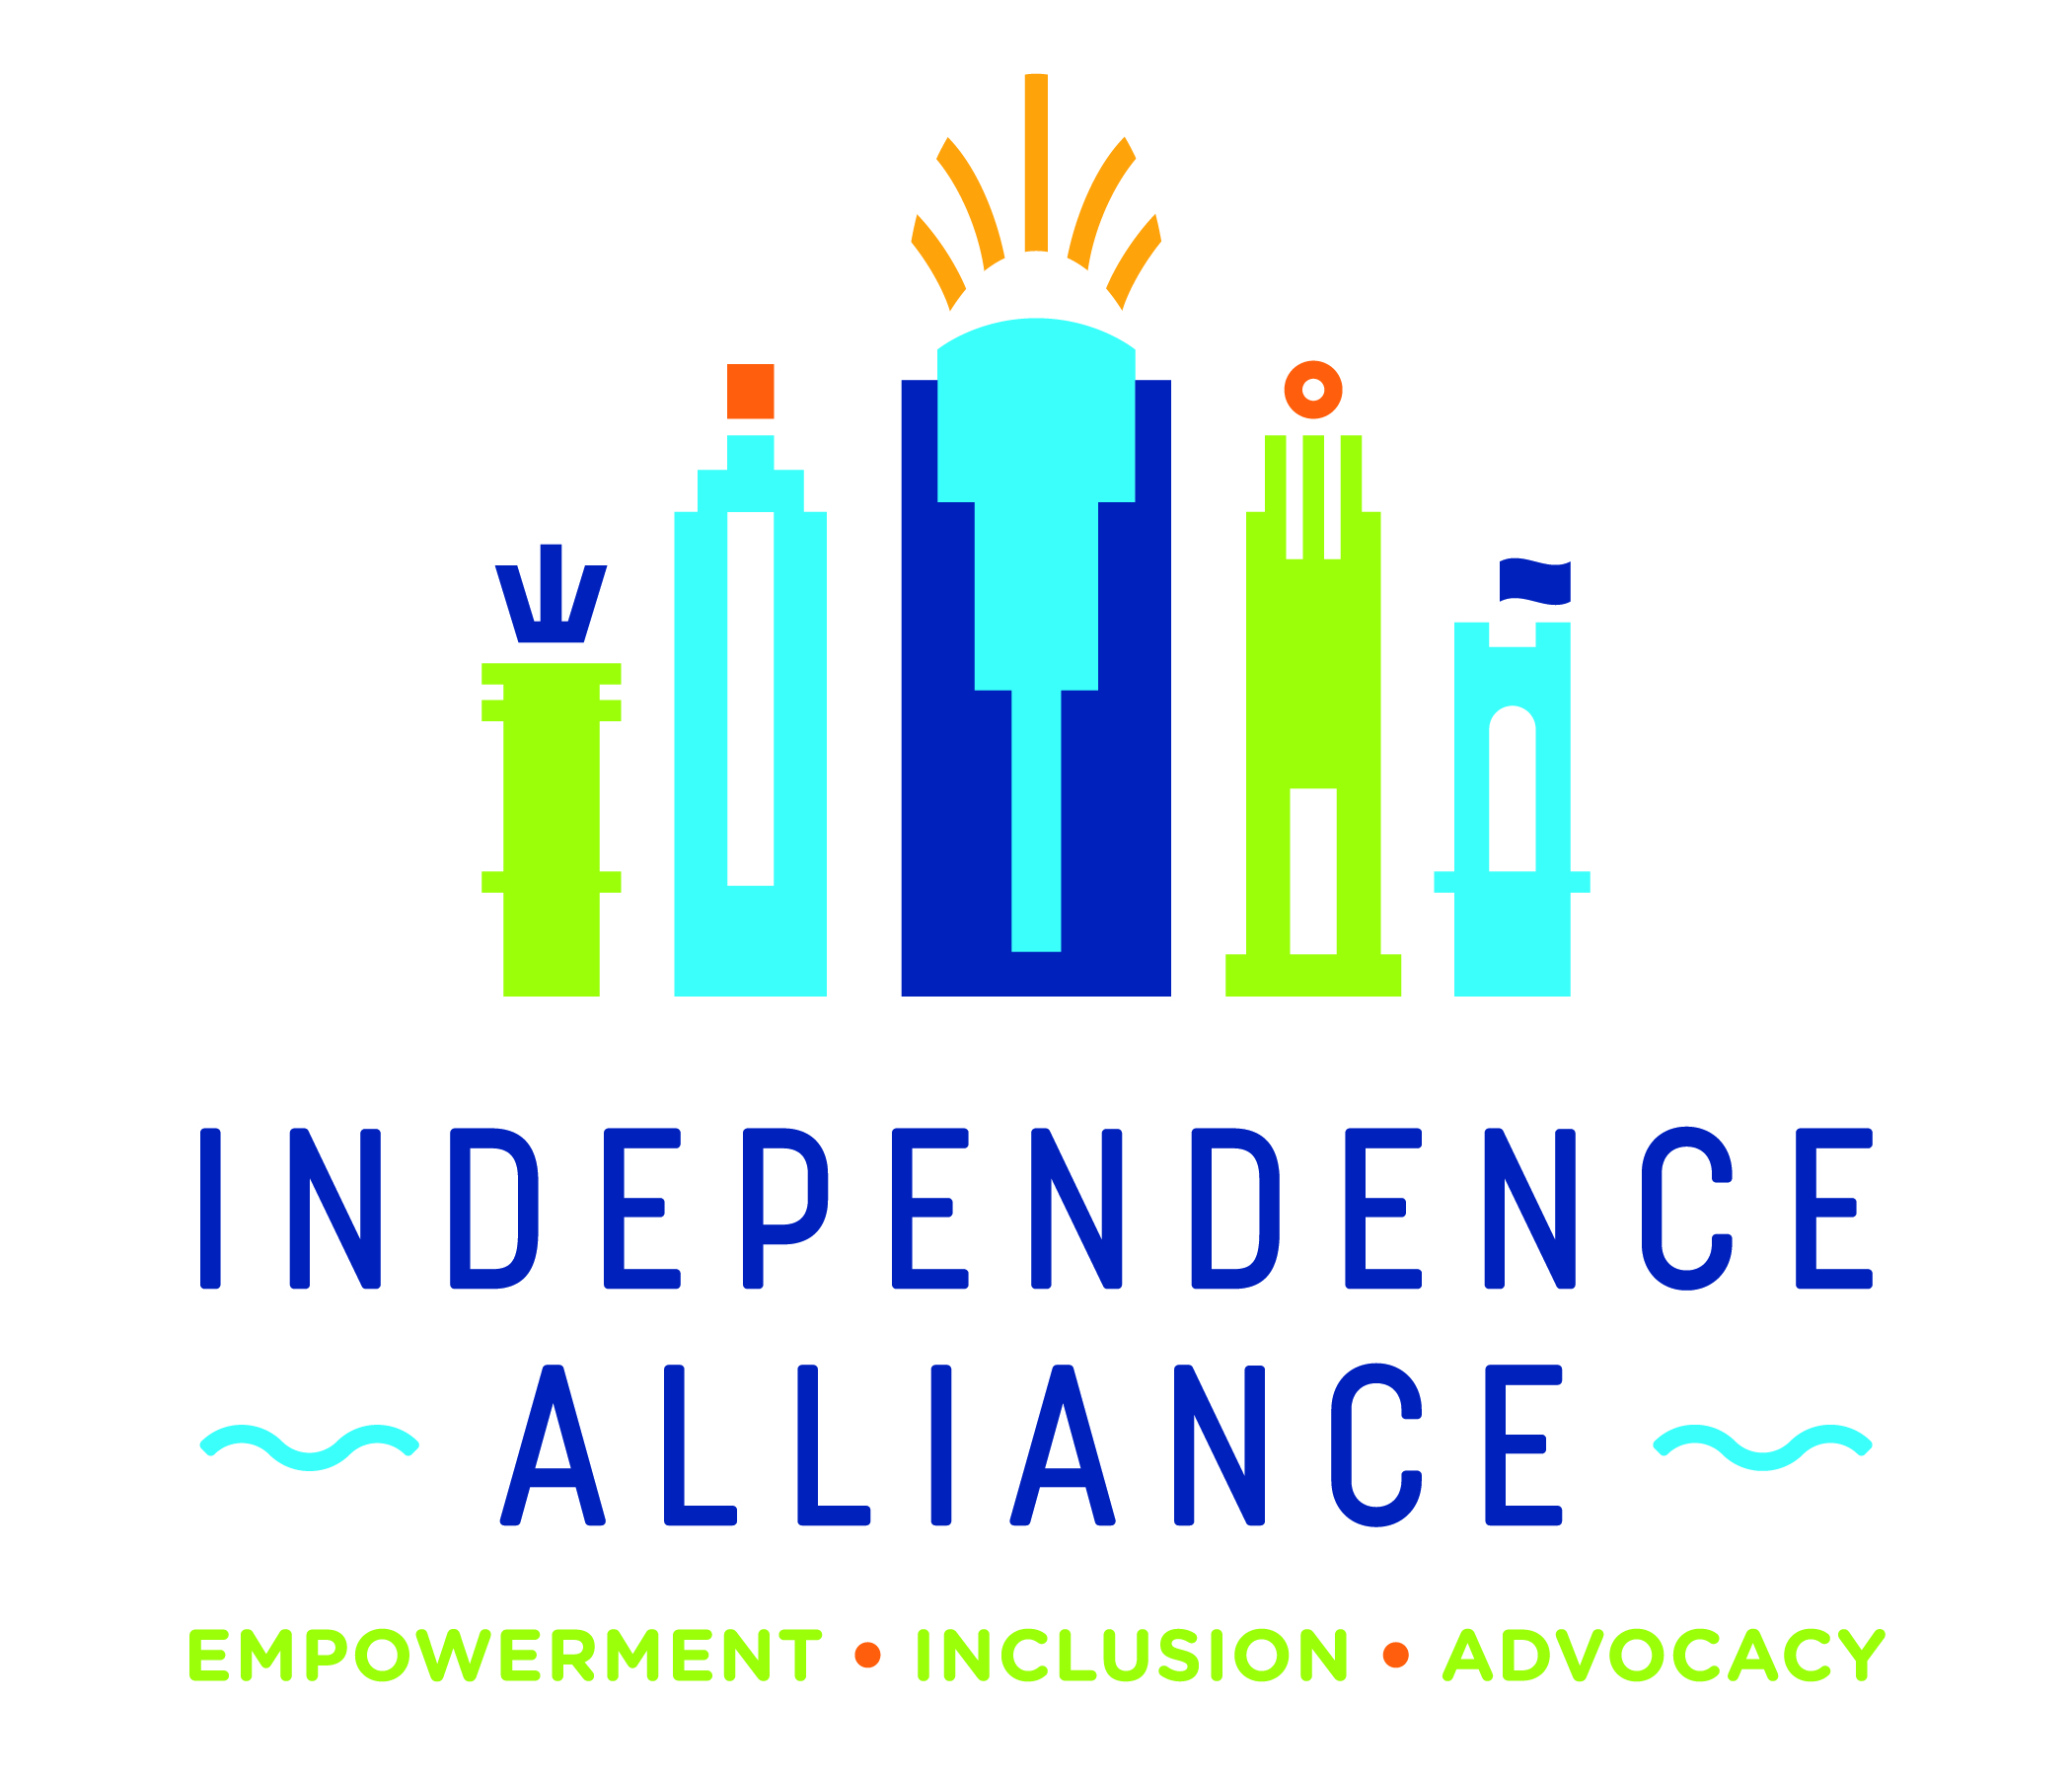 INDEPENDENCE
ALLIANCE
EMPOWERMENT • INCLUSION • ADVOCACY